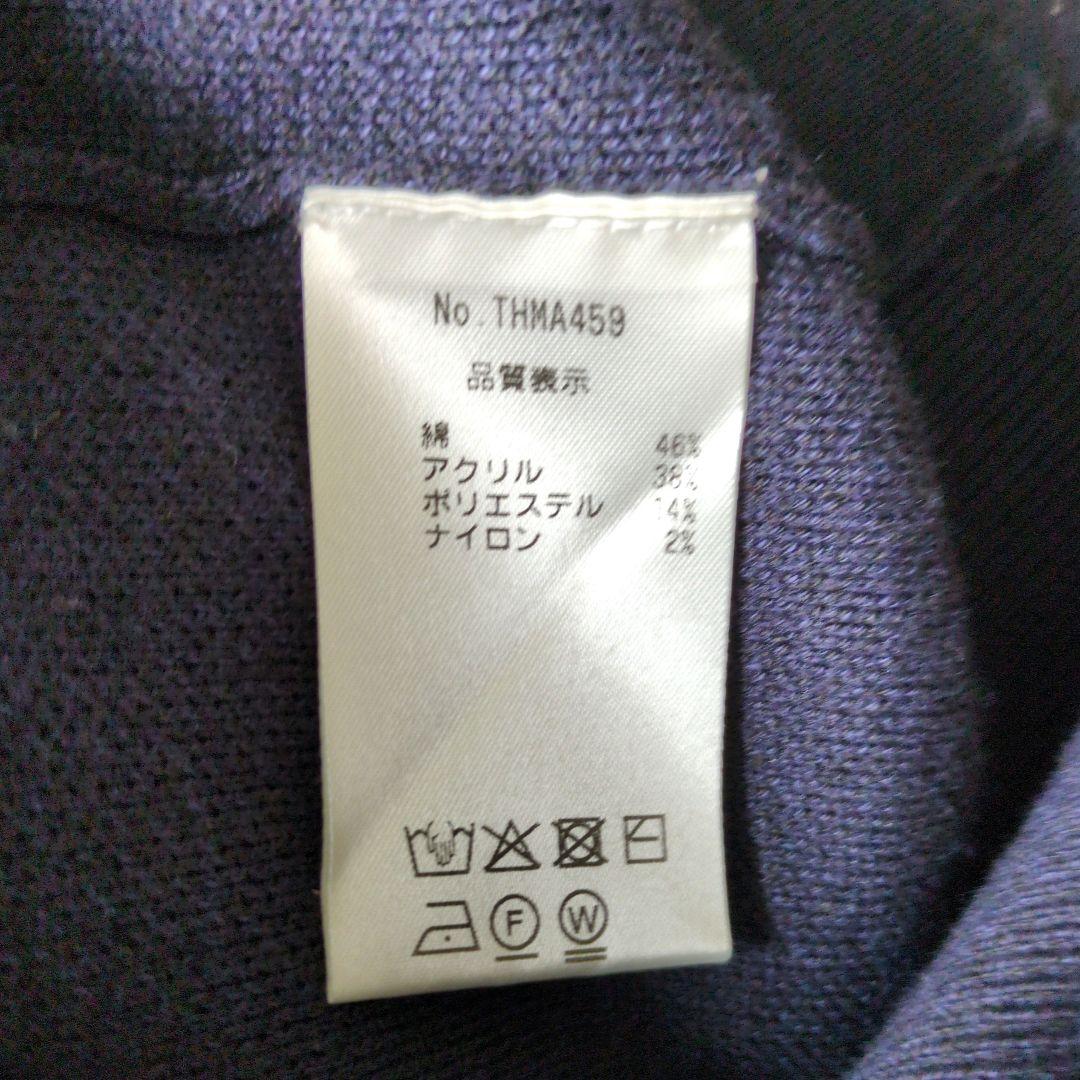 No.THMA459
品質表示
綿 46%
アクリル 38%
ポリエステル 14%
ナイロン 2%
F W